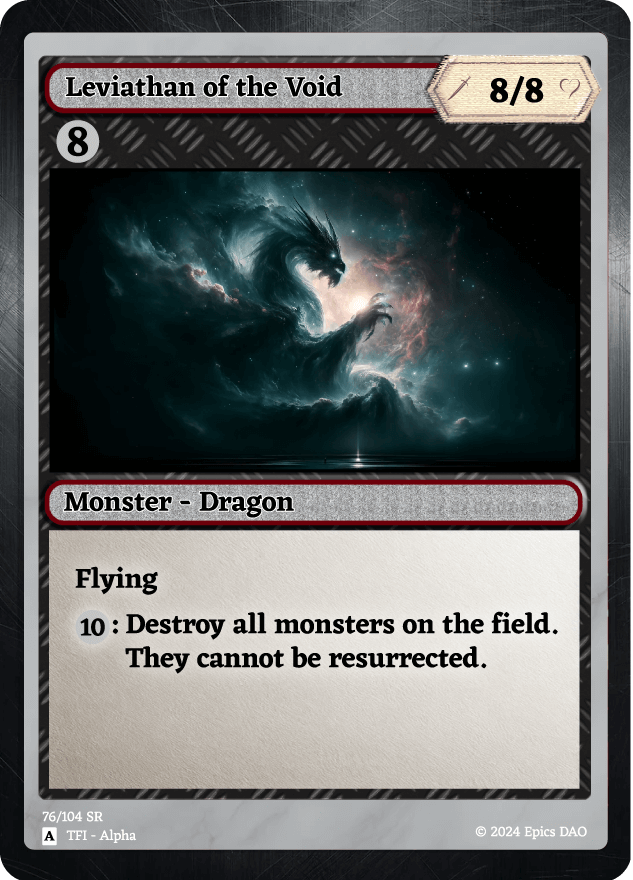 Leviathan of the Void
8/8
8
Monster - Dragon
Flying
10 : Destroy all monsters on the field.
They cannot be resurrected.
76/104 SR
A TFI - Alpha
© 2024 Epics DAO